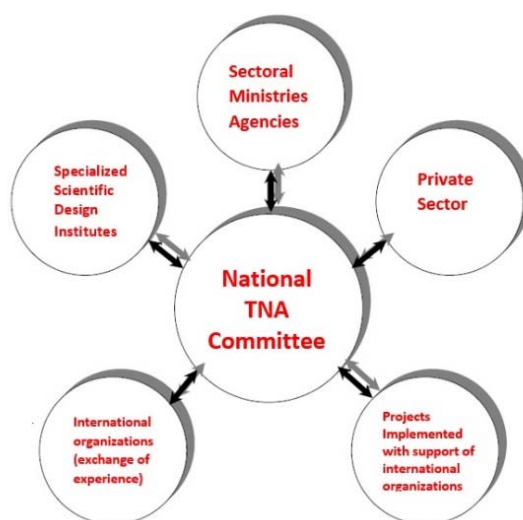 Sectoral
Ministries
Agencies
Specialized
Scientific
Design
Institutes
Private
Sector
National
TNA
Committee
International
organizations
(exchange of
experience)
Projects
Implemented
with support of
international
organizations